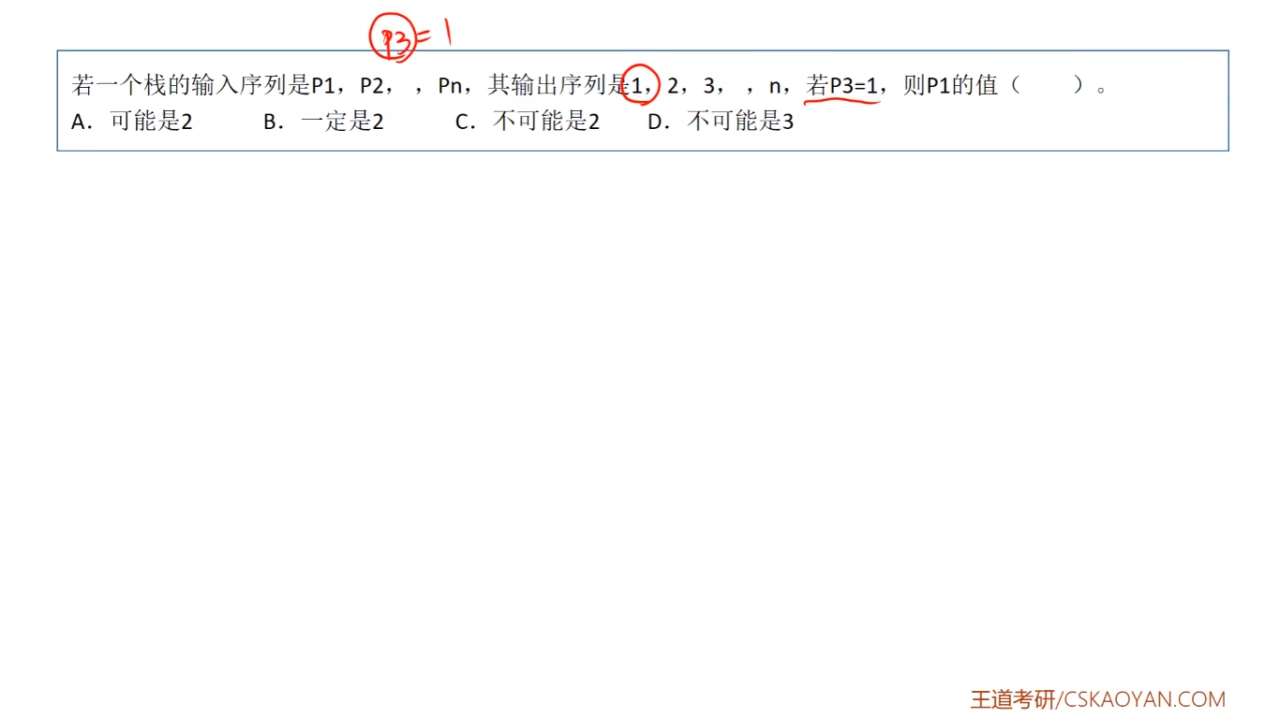 P3=1
若一个栈的输入序列是P1，P2， ，Pn，其输出序列是1，2，3， ，n，若P3=1，则P1的值（ ）。
A．可能是2 B．一定是2 C．不可能是2 D．不可能是3
王道考研/CSKAOYAN.COM